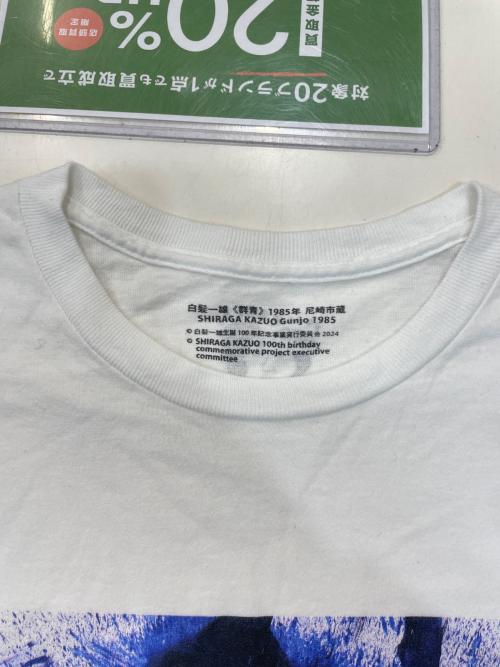 対象20ブランドが1点でも買取成立で
買取金
20%UP
店頭買取
限定
白髪一雄《群青》1985年 尼崎市蔵
SHIRAGA KAZUO Gunjo 1985
© 白髪一雄生誕100年記念事業実行委員会 2024
© SHIRAGA KAZUO 100th birthday
commemorative project executive
committee